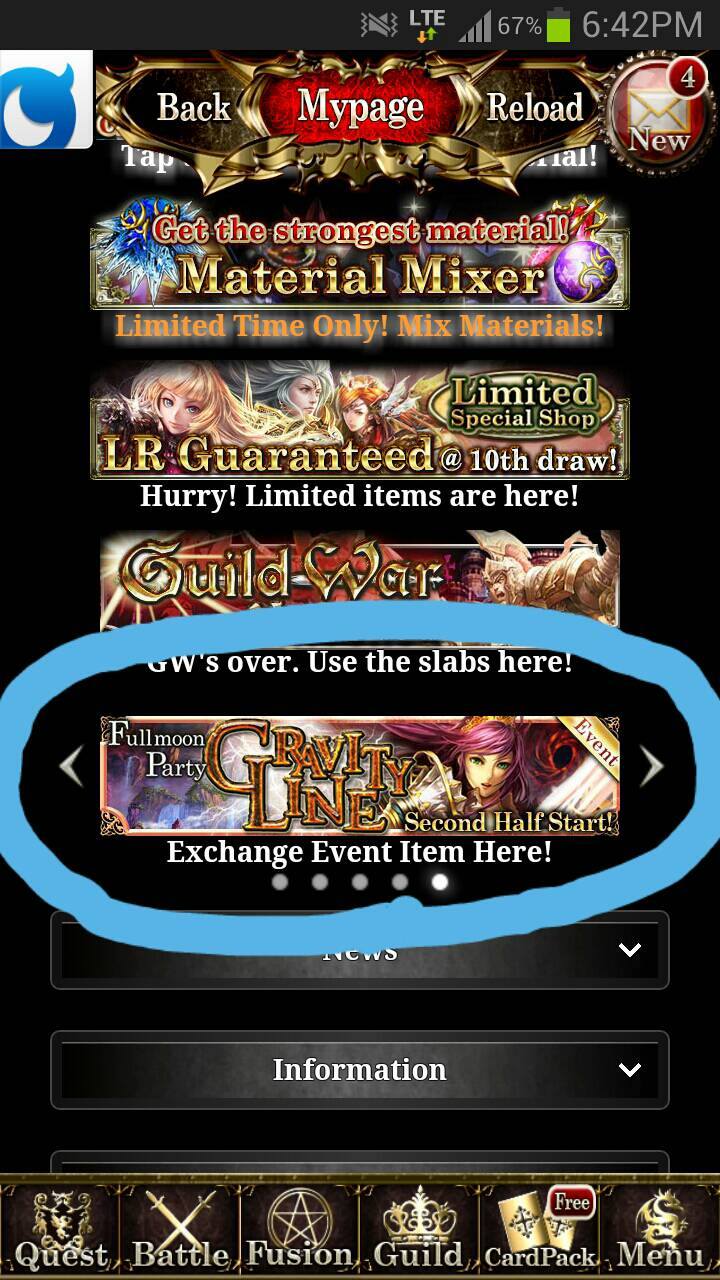 LTE 67% 6:42PM
Back Mypage Reload 4
New
Tap
Get the strongest material!
Material Mixer
Limited Time Only! Mix Materials!
Limited
Special Shop
LR Guaranteed @ 10th draw!
Hurry! Limited items are here!
Guild War
GW's over. Use the slabs here!
Fullmoon
Party
GRAVITY
LINE
Event
Second Half Start!
Exchange Event Item Here!
News
Information
Free
Quest Battle Fusion Guild CardPack Menu